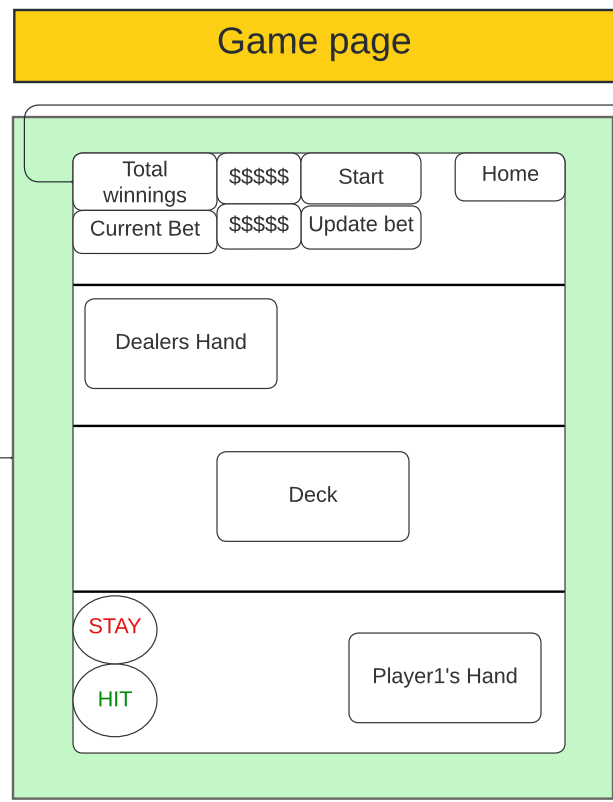 Game page
Total
winnings
$$$$$
Start
Home
Current Bet
$$$$$
Update bet
Dealers Hand
Deck
STAY
HIT
Player1's Hand